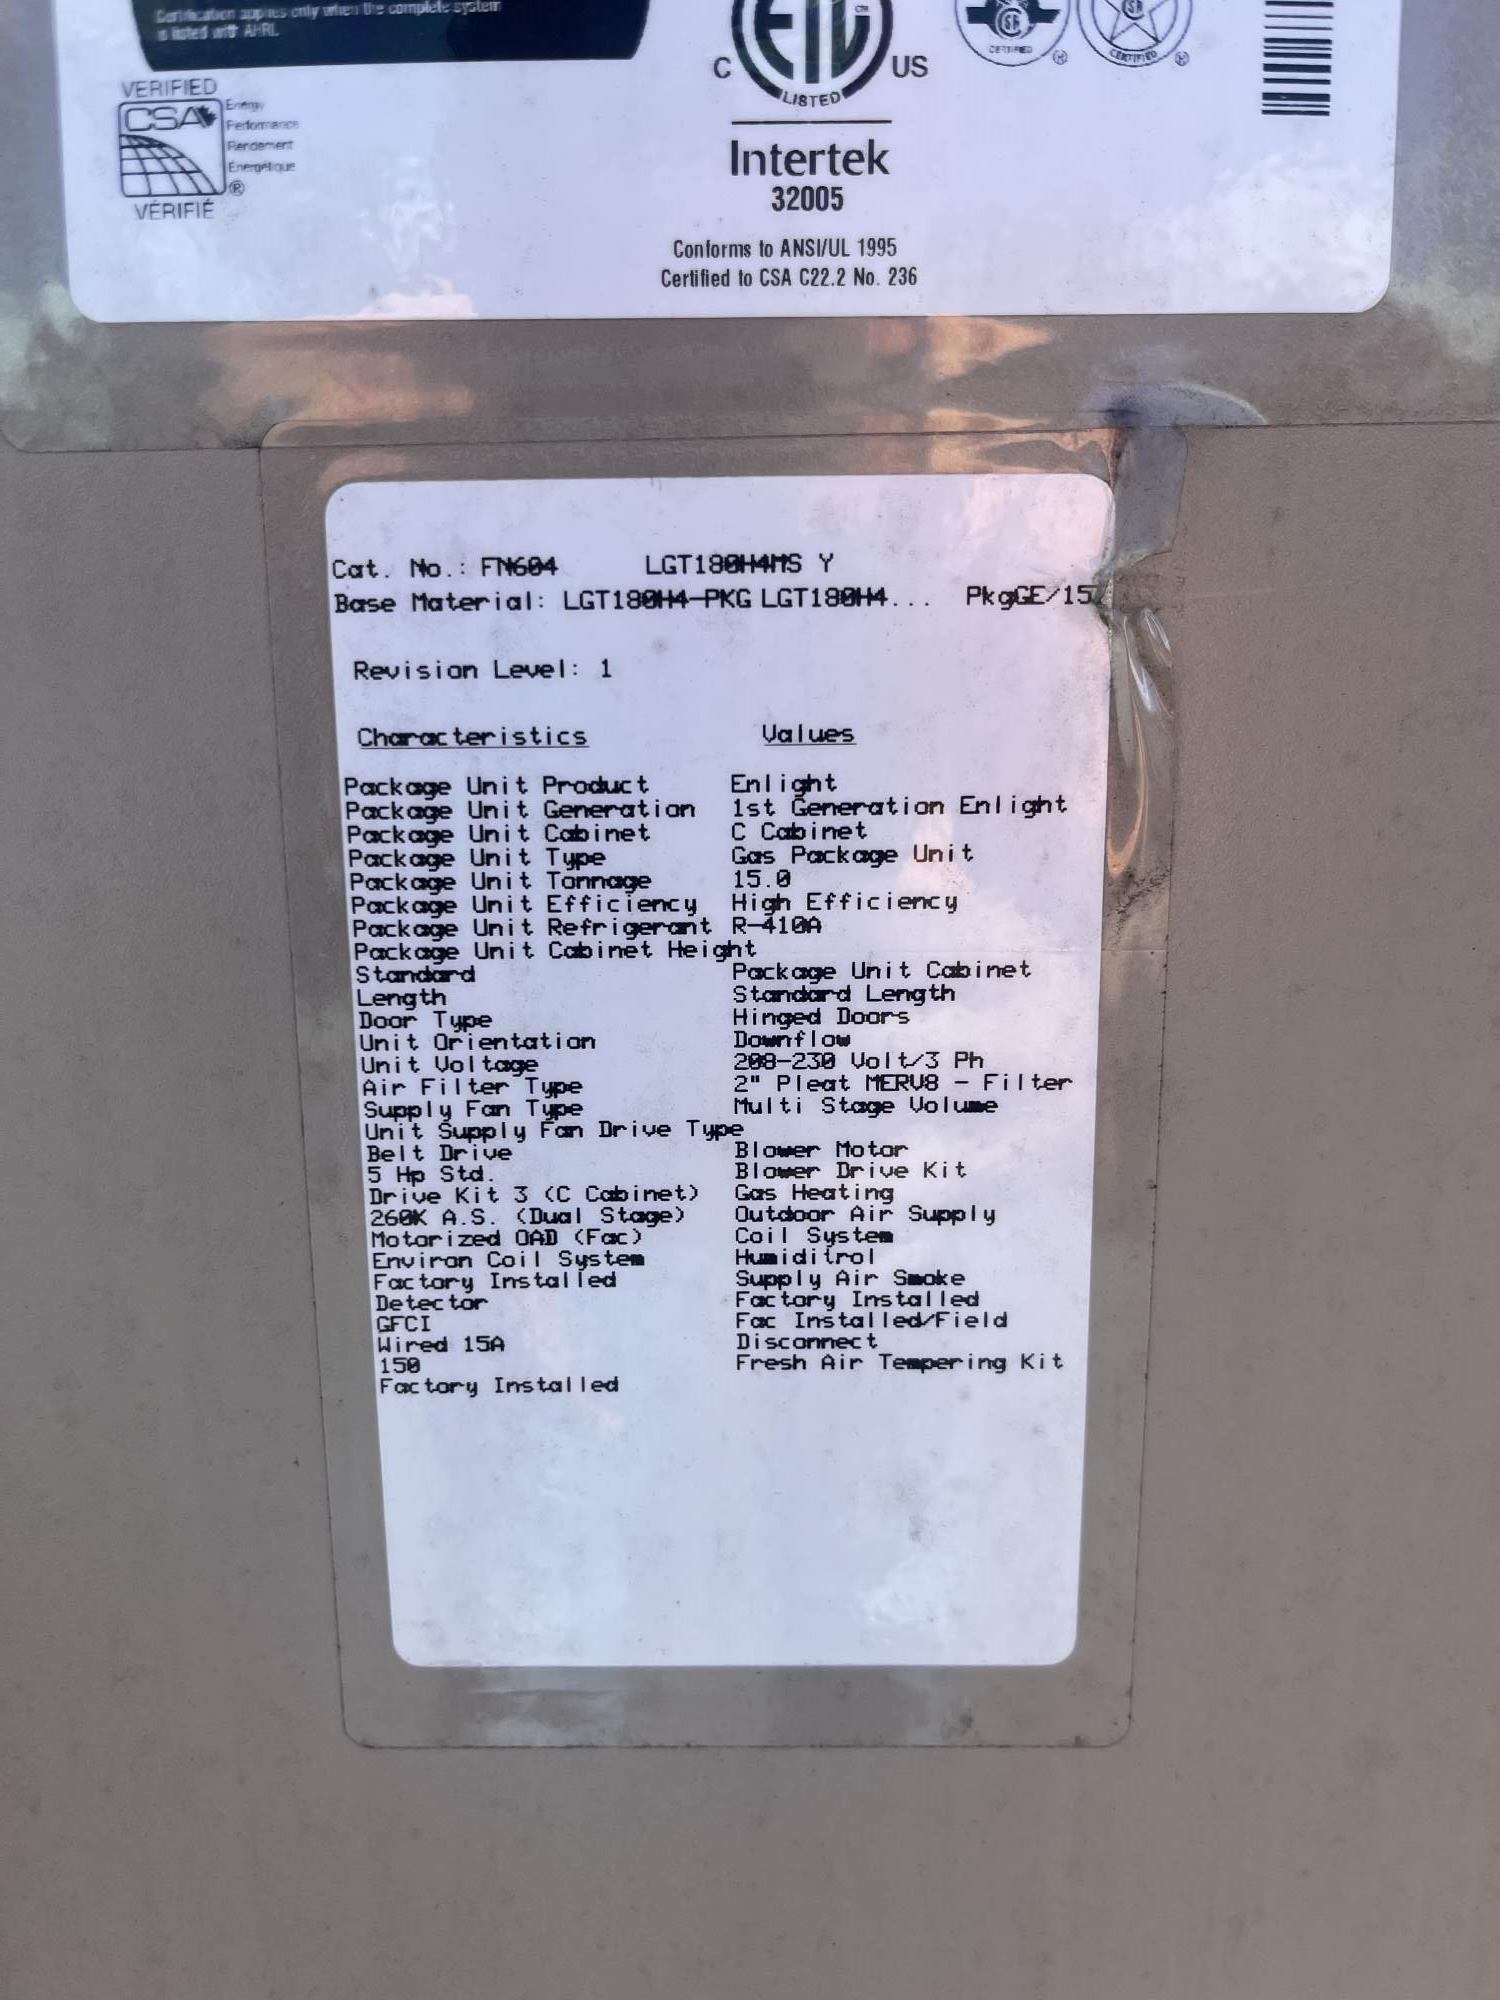 Certification applies only when the complete system
is listed with AHRI.
VERIFIED
CSA
Energy
Performance
Rendement
Énergétique
®
VÉRIFIÉ
ETL CM
C US
LISTED
Intertek
32005
Conforms to ANSI/UL 1995
Certified to CSA C22.2 No. 236
CERTIFIED ®
CERTIFIED ®
Cat. No.: FN604 LGT180H4MS Y
Base Material: LGT180H4-PKG LGT180H4... PkgGE/15
Revision Level: 1
Characteristics Values
Package Unit Product Enlight
Package Unit Generation 1st Generation Enlight
Package Unit Cabinet C Cabinet
Package Unit Type Gas Package Unit
Package Unit Tonnage 15.0
Package Unit Efficiency High Efficiency
Package Unit Refrigerant R-410A
Package Unit Cabinet Height
Standard Package Unit Cabinet
Length Standard Length
Door Type Hinged Doors
Unit Orientation Downflow
Unit Voltage 208-230 Volt/3 Ph
Air Filter Type 2" Pleat MERV8 - Filter
Supply Fan Type Multi Stage Volume
Unit Supply Fan Drive Type
Belt Drive Blower Motor
5 Hp Std. Blower Drive Kit
Drive Kit 3 (C Cabinet) Gas Heating
260K A.S. (Dual Stage) Outdoor Air Supply
Motorized OAD (Fac) Coil System
Environ Coil System Humiditrol
Factory Installed Supply Air Smoke
Detector Factory Installed
GFCI Fac Installed/Field
Wired 15A Disconnect
150 Fresh Air Tempering Kit
Factory Installed